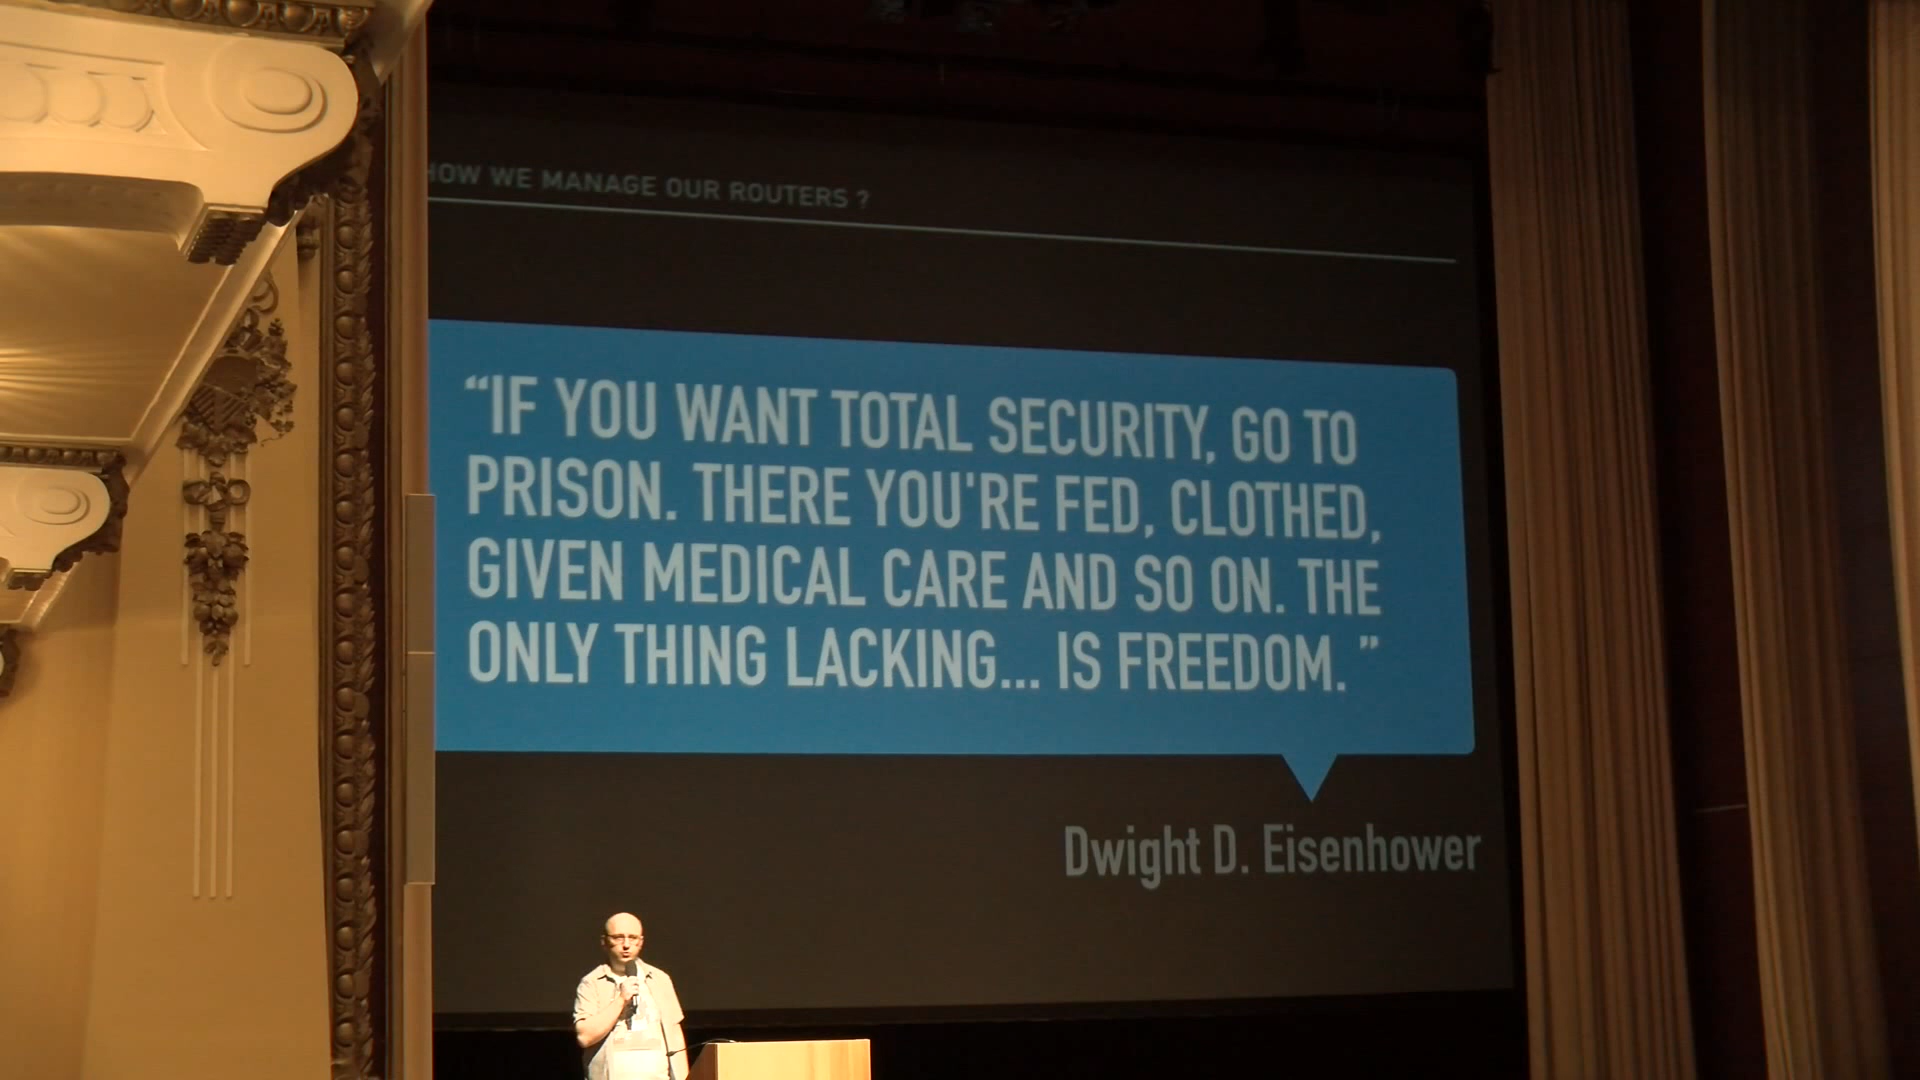 HOW WE MANAGE OUR ROUTERS ?
“IF YOU WANT TOTAL SECURITY, GO TO
PRISON. THERE YOU'RE FED, CLOTHED,
GIVEN MEDICAL CARE AND SO ON. THE
ONLY THING LACKING... IS FREEDOM. ”
Dwight D. Eisenhower